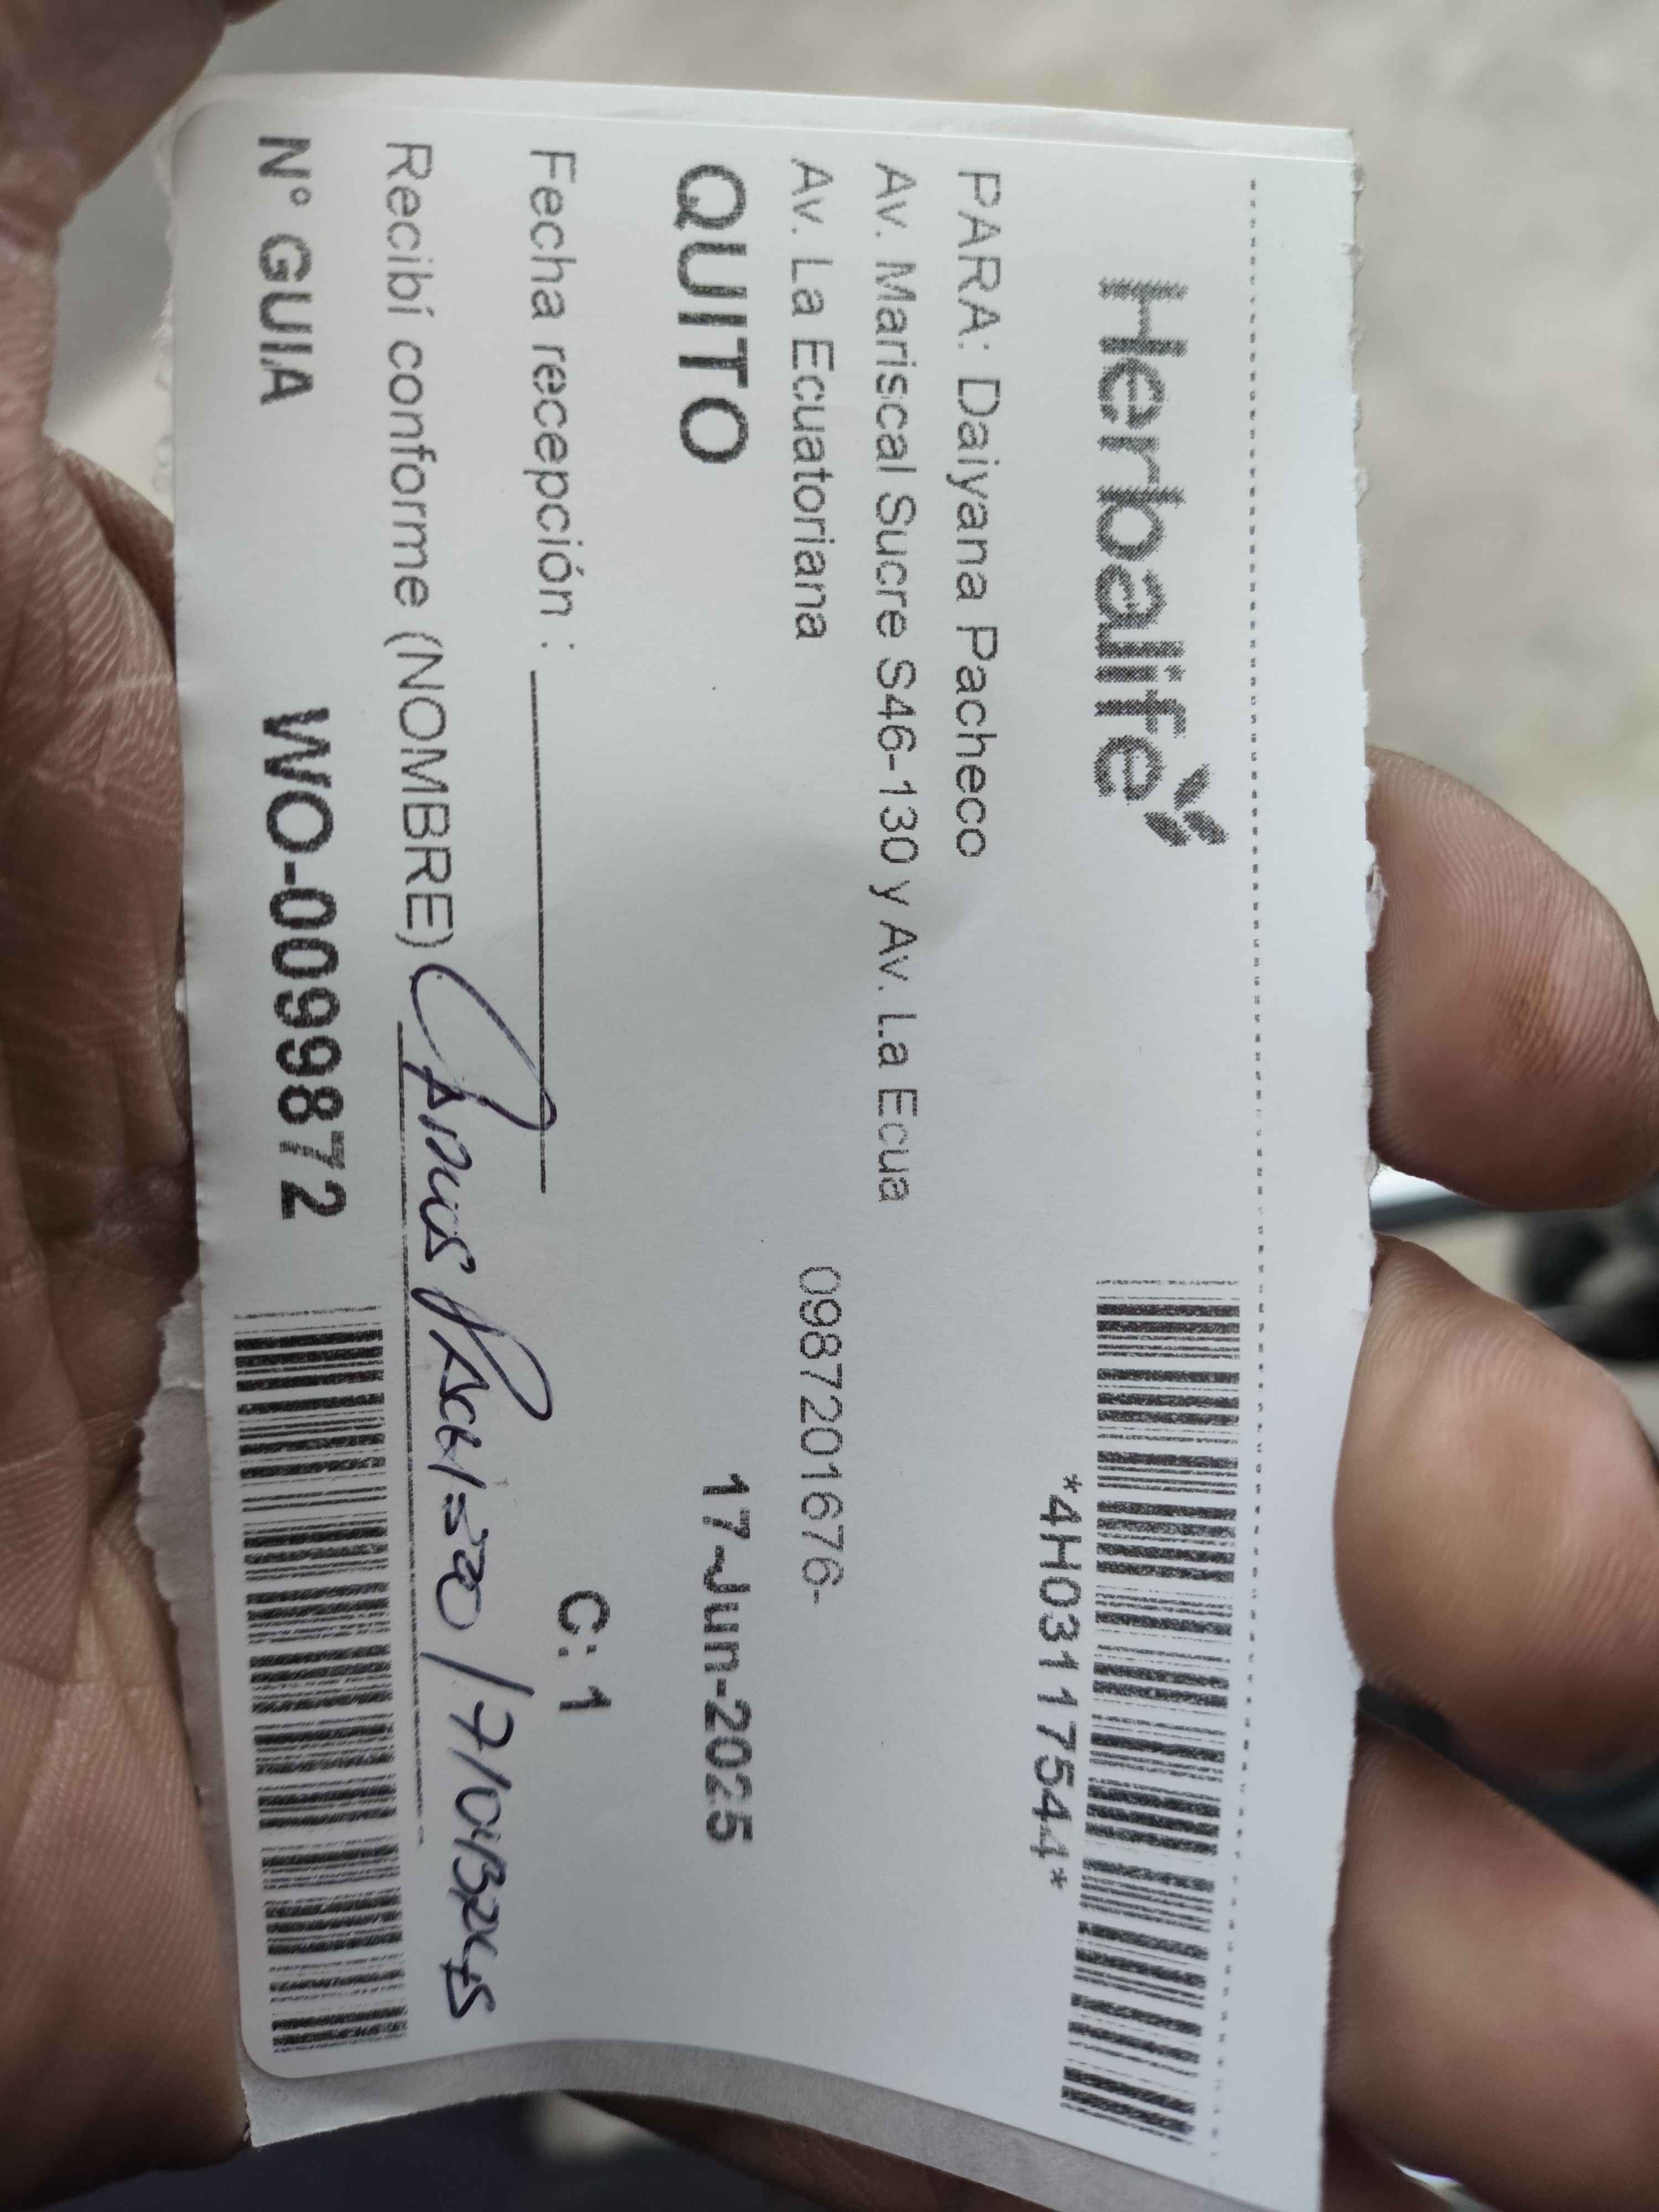 Herbalife
*4H03117544*
PARA: Daiyana Pacheco
Av. Mariscal Sucre S46-130 y Av. La Ecua
Av. La Ecuatoriana 0987201676-
QUITO 17-Jun-2025
C: 1
Fecha recepción :
Recibí conforme (NOMBRE)
N° GUIA WO-0099872